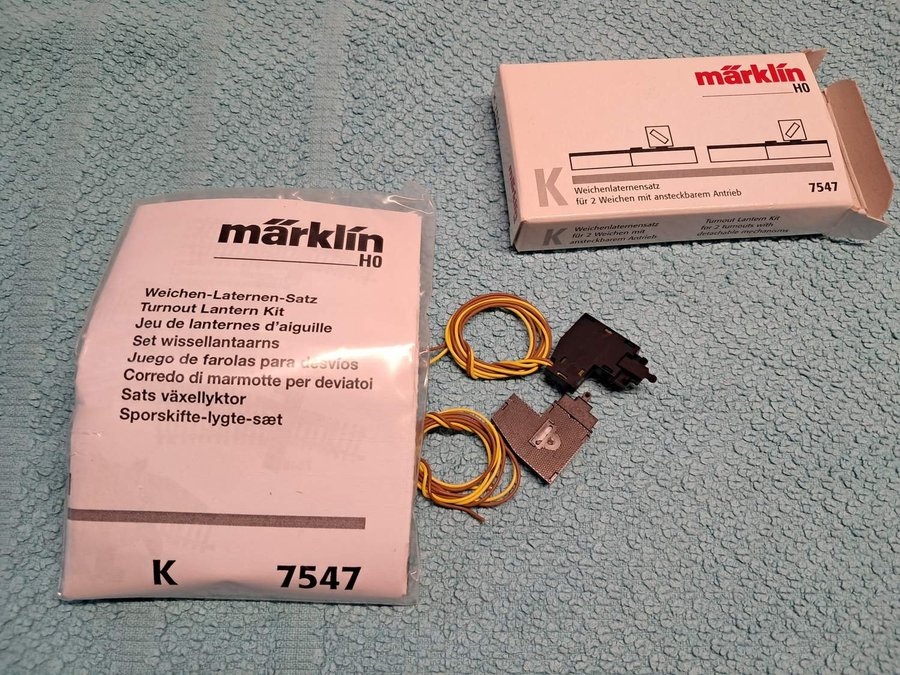 märklin
H0
Weichen-Laternen-Satz
Turnout Lantern Kit
Jeu de lanternes d'aiguille
Set wissellantaarns
Juego de farolas para desvíos
Corredo di marmotte per deviatoi
Sats växellyktor
Sporskifte-lygte-sæt
K 7547
märklin
H0
K Weichenlaternensatz
für 2 Weichen mit ansteckbarem Antrieb 7547
K Weichenlaternensatz
für 2 Weichen mit
ansteckbarem Antrieb
Turnout Lantern Kit
for 2 turnouts with
detachable mechanisms